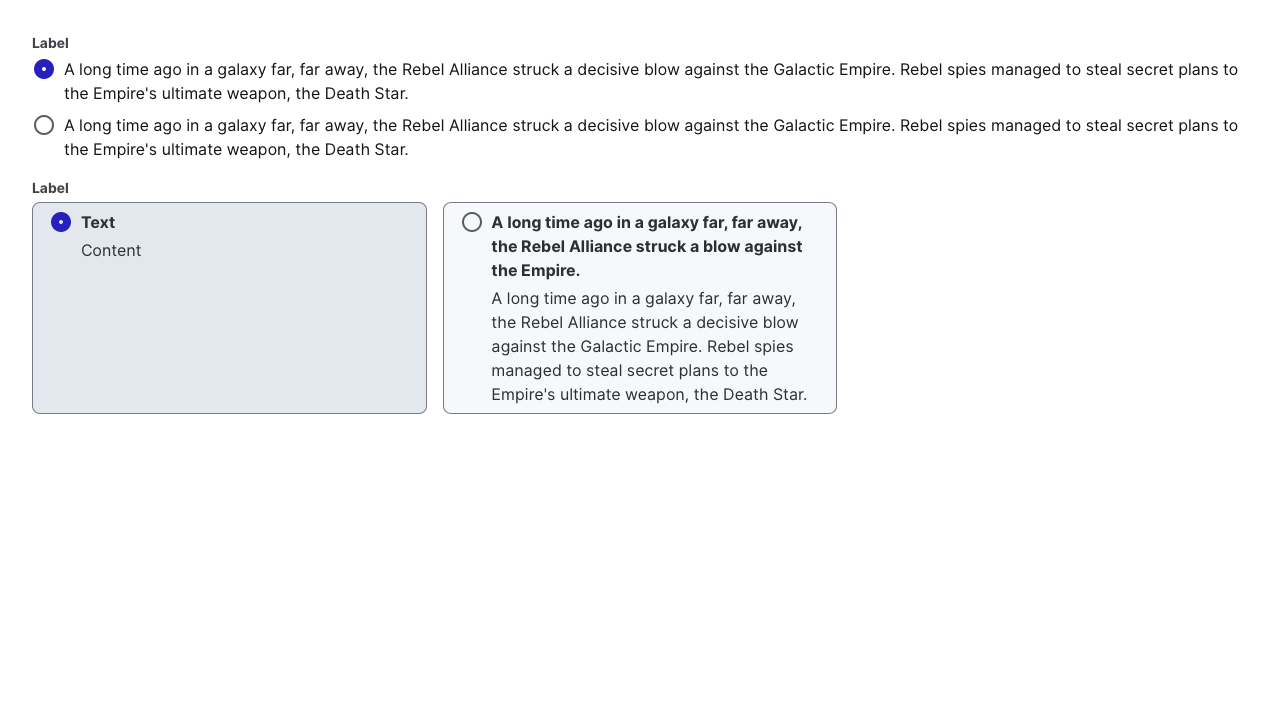 Label
A long time ago in a galaxy far, far away, the Rebel Alliance struck a decisive blow against the Galactic Empire. Rebel spies managed to steal secret plans to
the Empire's ultimate weapon, the Death Star.
A long time ago in a galaxy far, far away, the Rebel Alliance struck a decisive blow against the Galactic Empire. Rebel spies managed to steal secret plans to
the Empire's ultimate weapon, the Death Star.
Label
Text
Content
A long time ago in a galaxy far, far away,
the Rebel Alliance struck a blow against
the Empire.
A long time ago in a galaxy far, far away,
the Rebel Alliance struck a decisive blow
against the Galactic Empire. Rebel spies
managed to steal secret plans to the
Empire's ultimate weapon, the Death Star.